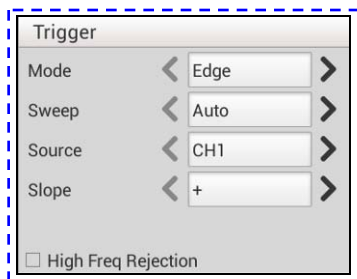 Trigger
Mode Edge
Sweep Auto
Source CH1
Slope +
High Freq Rejection